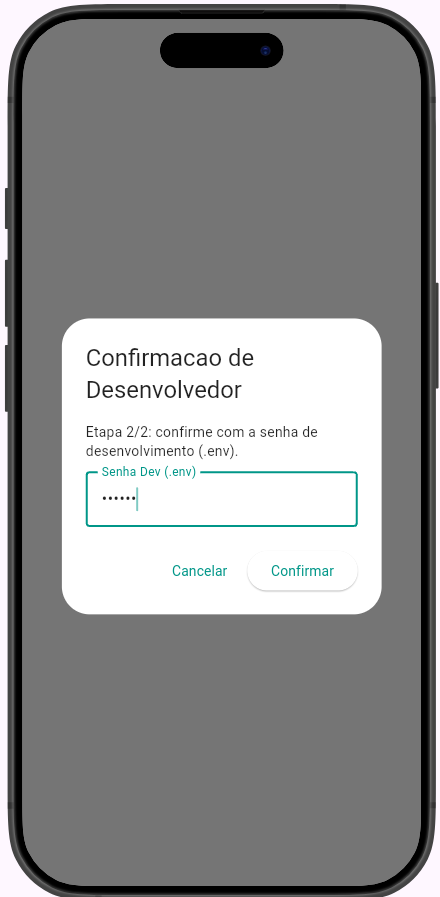 Confirmacao de
Desenvolvedor
Etapa 2/2: confirme com a senha de
desenvolvimento (.env).
Senha Dev (.env)
••••••
Cancelar
Confirmar